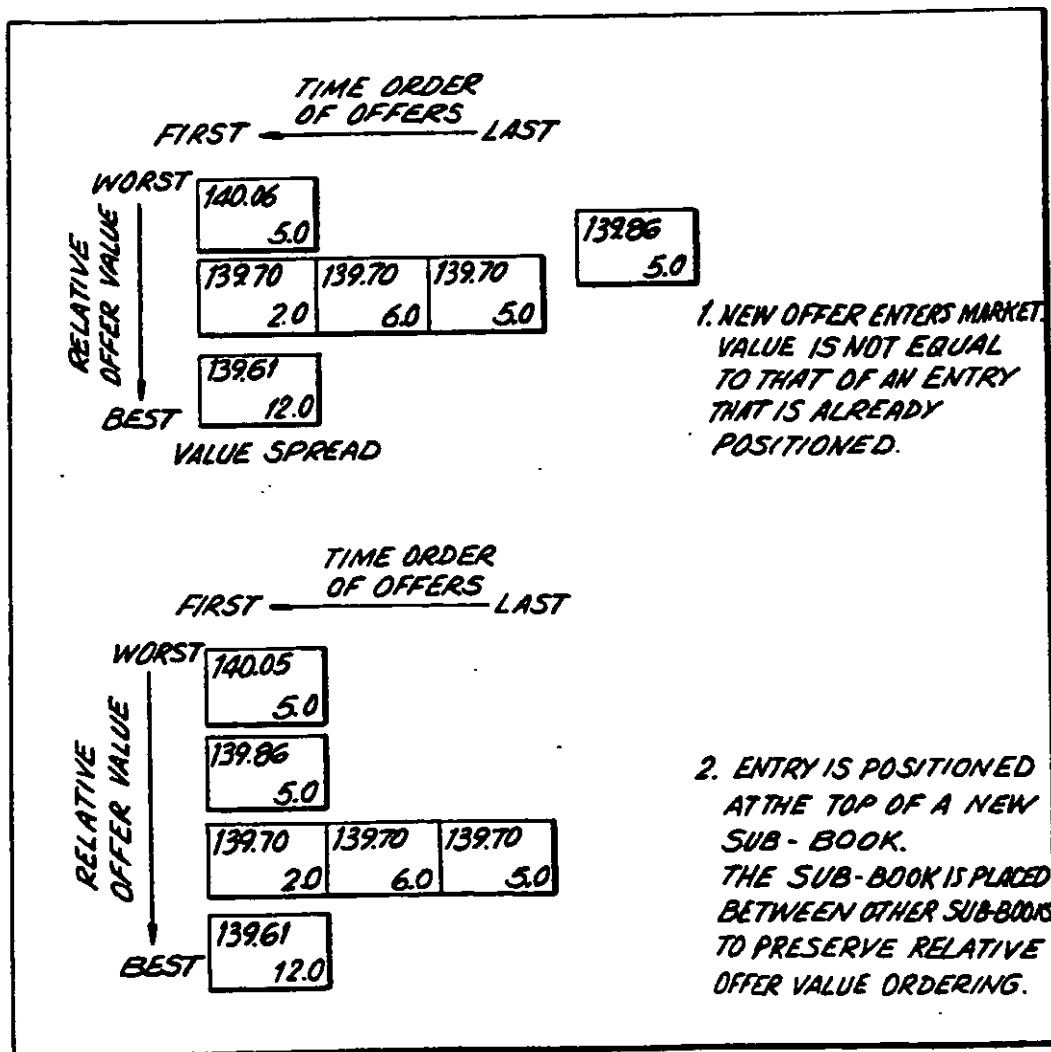 TIME ORDER
OF OFFERS
FIRST LAST
WORST
RELATIVE
OFFER VALUE
BEST
140.06
5.0
139.70 139.70 139.70
2.0 6.0 5.0
139.61
12.0
VALUE SPREAD
139.86
5.0
1. NEW OFFER ENTERS MARKET.
VALUE IS NOT EQUAL
TO THAT OF AN ENTRY
THAT IS ALREADY
POSITIONED.
TIME ORDER
OF OFFERS
FIRST LAST
WORST
RELATIVE
OFFER VALUE
BEST
140.05
5.0
139.86
5.0
139.70 139.70 139.70
2.0 6.0 5.0
139.61
12.0
2. ENTRY IS POSITIONED
AT THE TOP OF A NEW
SUB-BOOK.
THE SUB-BOOK IS PLACED
BETWEEN OTHER SUB-BOOKS
TO PRESERVE RELATIVE
OFFER VALUE ORDERING.